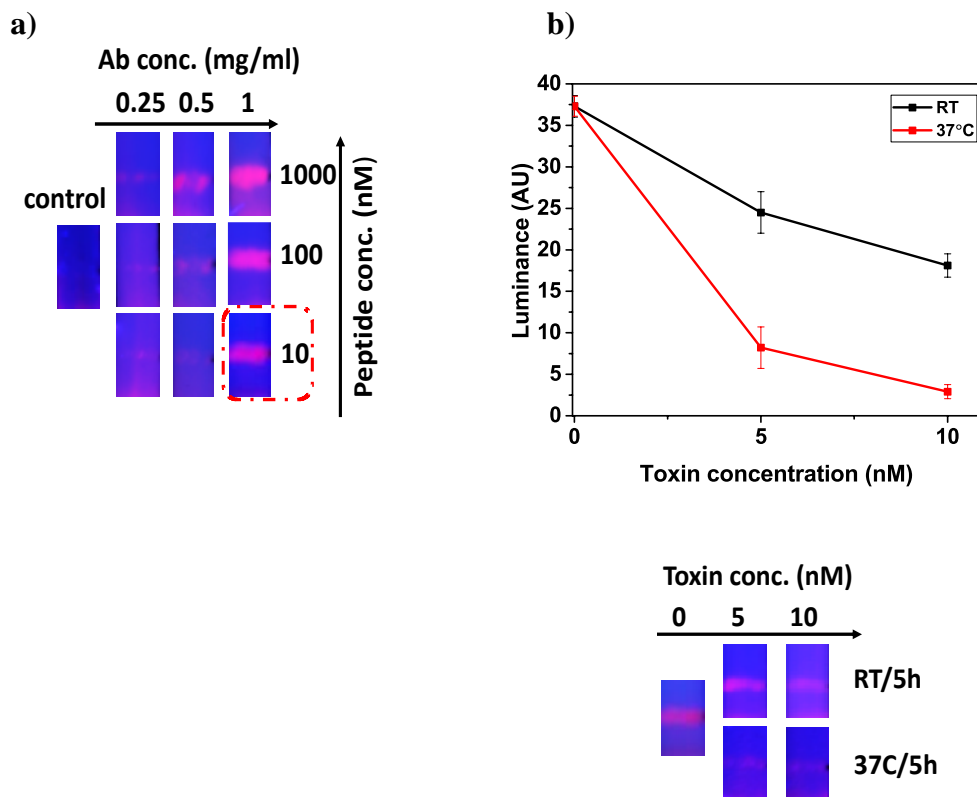 a)
Ab conc. (mg/ml)
0.25 0.5 1
control
1000
100
10
Peptide conc. (nM)
b)
40
35
30
25
20
15
10
5
0
Luminance (AU)
RT
37°C
0 5 10
Toxin concentration (nM)
Toxin conc. (nM)
0 5 10
RT/5h
37C/5h